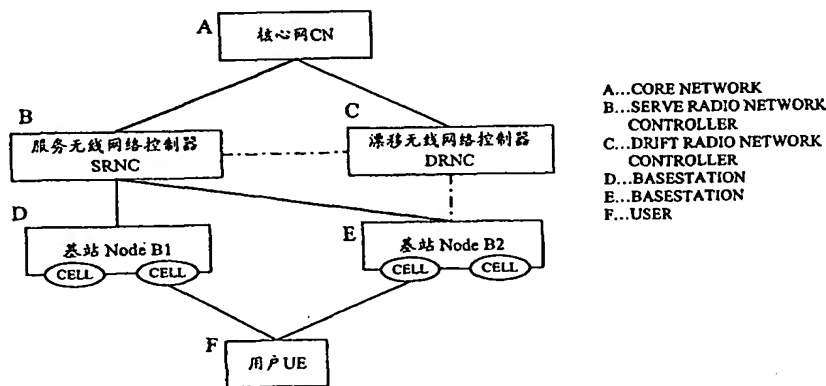 A
核心网CN
B
服务无线网络控制器
SRNC
C
漂移无线网络控制器
DRNC
D
基站 Node B1
CELL
CELL
E
基站 Node B2
CELL
CELL
F
用户UE
A...CORE NETWORK
B...SERVE RADIO NETWORK
CONTROLLER
C...DRIFT RADIO NETWORK
CONTROLLER
D...BASESTATION
E...BASESTATION
F...USER